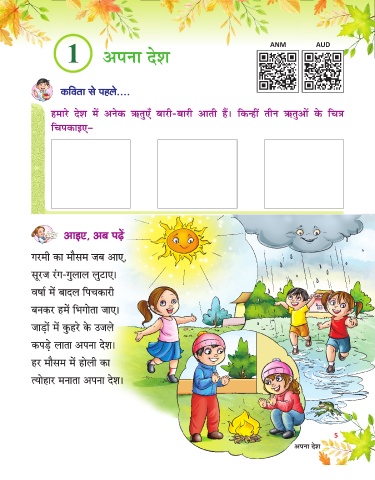 1 अपना देश
ANM AUD
कविता से पहले....
हमारे देश में अनेक ऋतुएँ बारी-बारी आती हैं। किन्हीं तीन ऋतुओं के चित्र
चिपकाइए–
आइए, अब पढ़ें
गरमी का मौसम जब आए,
सूरज रंग-गुलाल लुटाए।
वर्षा में बादल पिचकारी
बनकर हमें भिगोता जाए।
जाड़ों में कुहरे के उजले
कपड़े लाता अपना देश।
हर मौसम में होली का
त्योहार मनाता अपना देश।
5
अपना देश